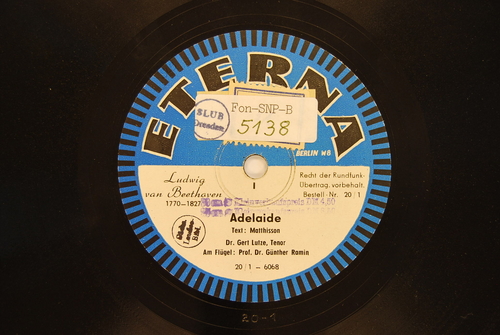 ETERNA
Fon-SNP-B
SLUB
Dresden
5138
BERLIN W8
Ludwig
van Beethoven
1770-1827
I
Recht der Rundfunk-
Übertrag. vorbehalt.
Bestell-Nr. 20/1
Adelaide
Text: Matthisson
Dr. Gert Lutze, Tenor
Am Flügel: Prof. Dr. Günther Ramin
20/1 - 6068
20-1